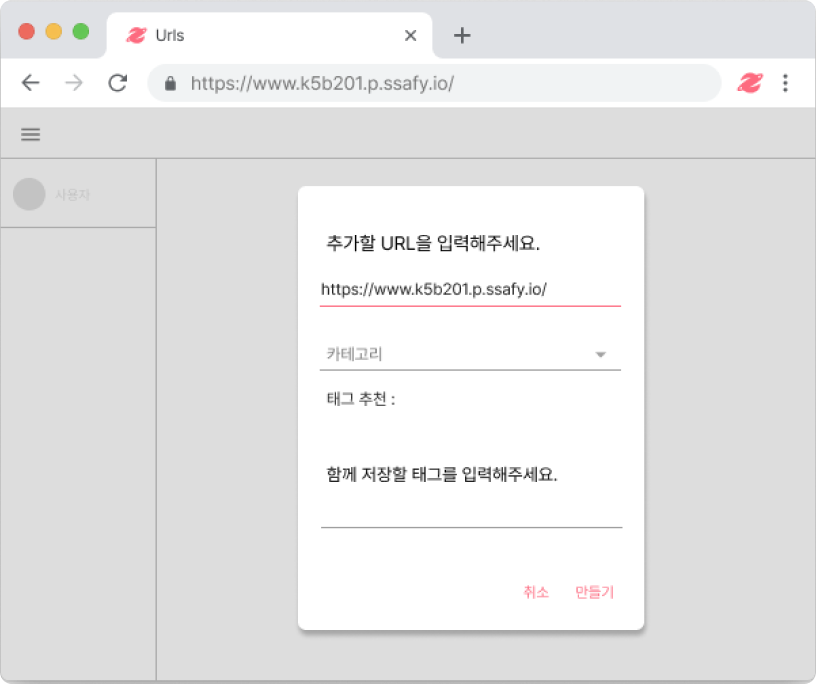 Urls
https://www.k5b201.p.ssafy.io/
사용자
추가할 URL을 입력해주세요.
https://www.k5b201.p.ssafy.io/
카테고리
태그 추천 :
함께 저장할 태그를 입력해주세요.
취소 만들기